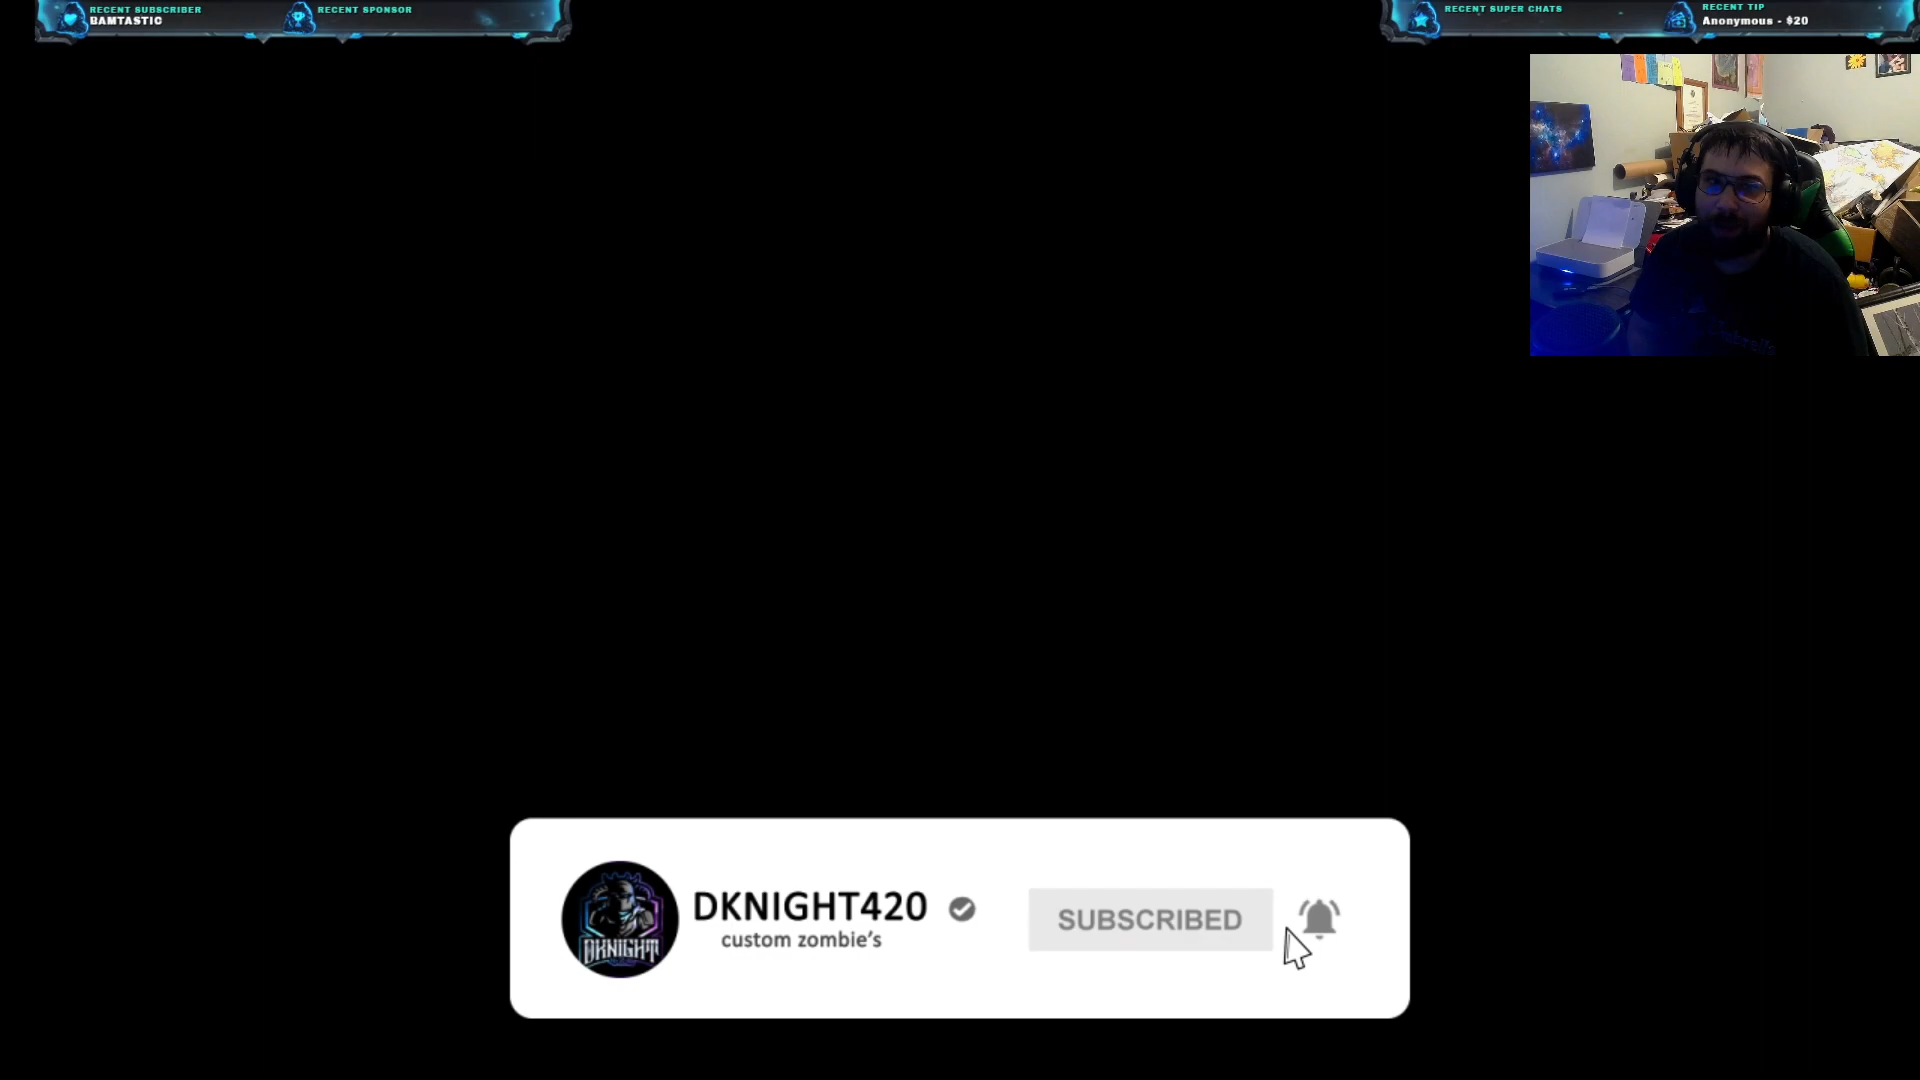 RECENT SUBSCRIBER
BAMTASTIC
RECENT SPONSOR
RECENT SUPER CHATS
RECENT TIP
Anonymous - $20
DKNIGHT420
custom zombie's
SUBSCRIBED
DKNIGHT